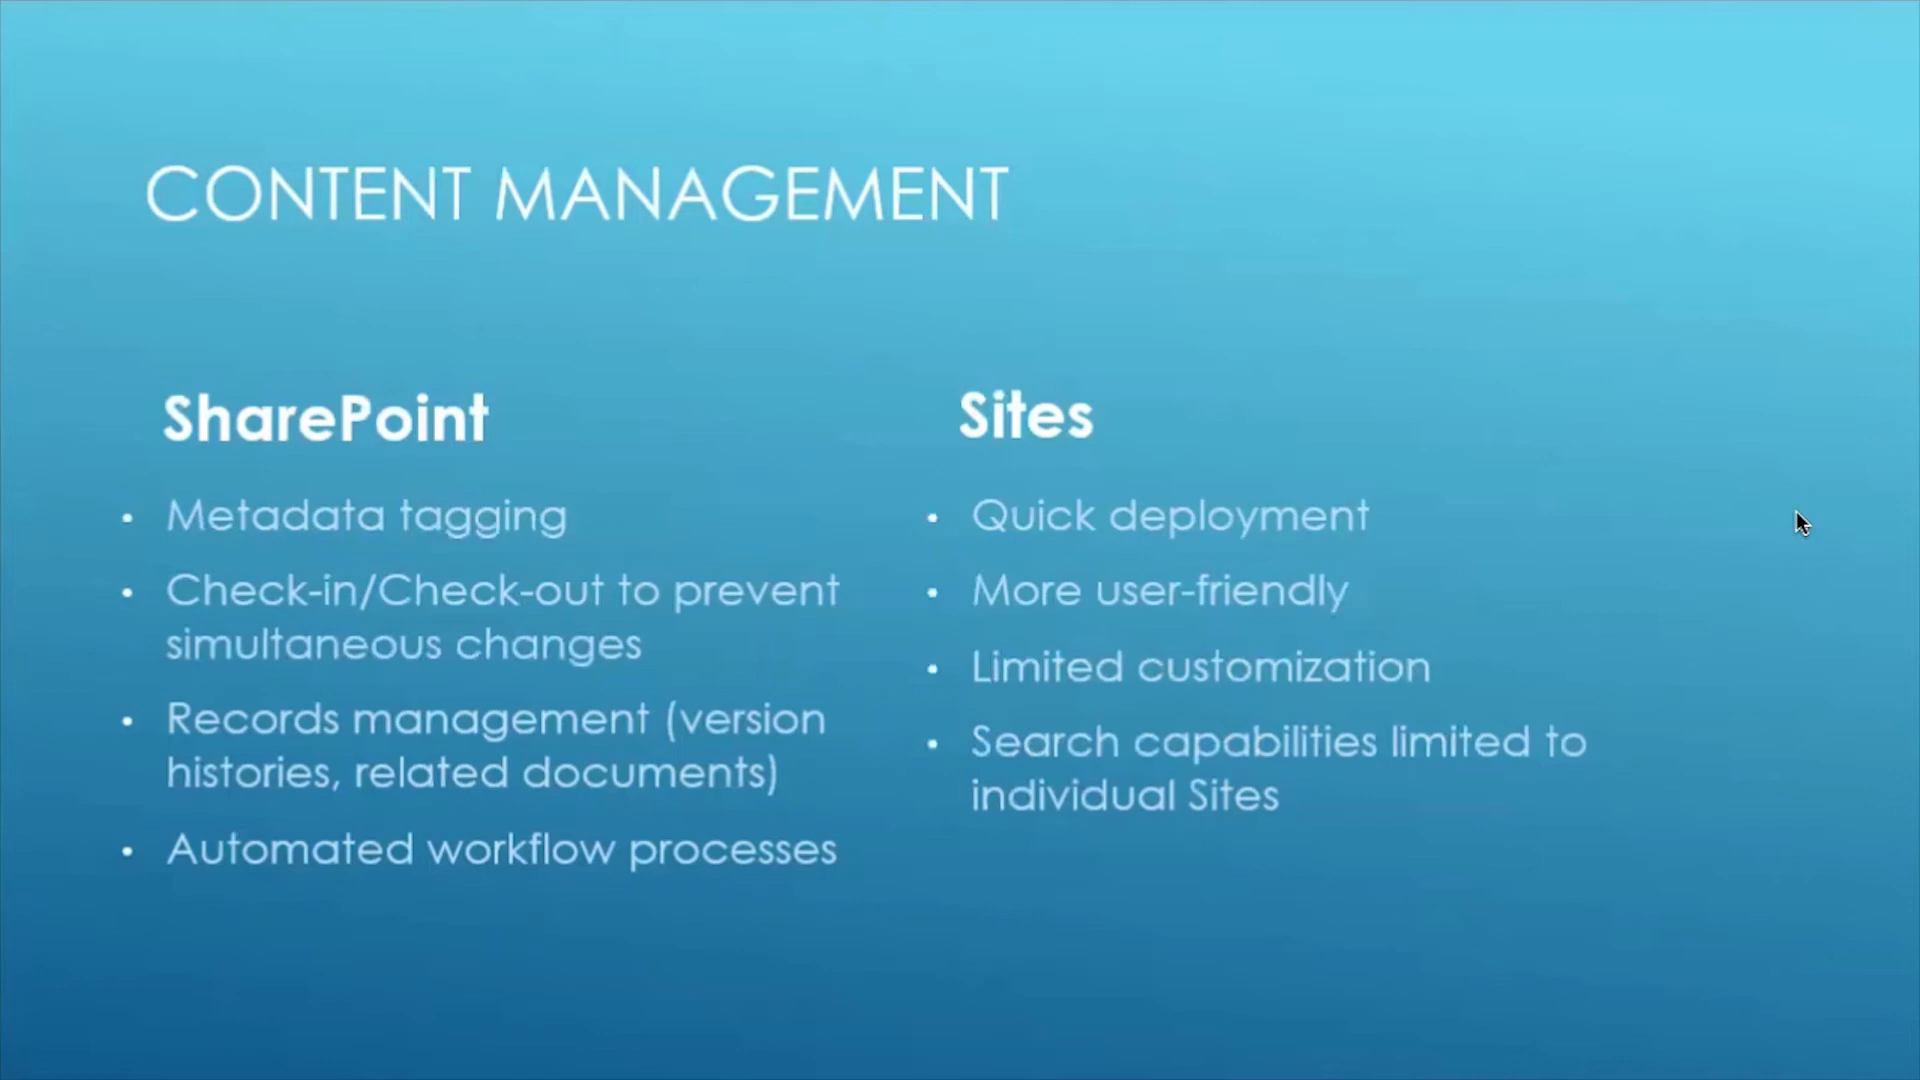 CONTENT MANAGEMENT
SharePoint
• Metadata tagging
• Check-in/Check-out to prevent
simultaneous changes
• Records management (version
histories, related documents)
• Automated workflow processes
Sites
• Quick deployment
• More user-friendly
• Limited customization
• Search capabilities limited to
individual Sites